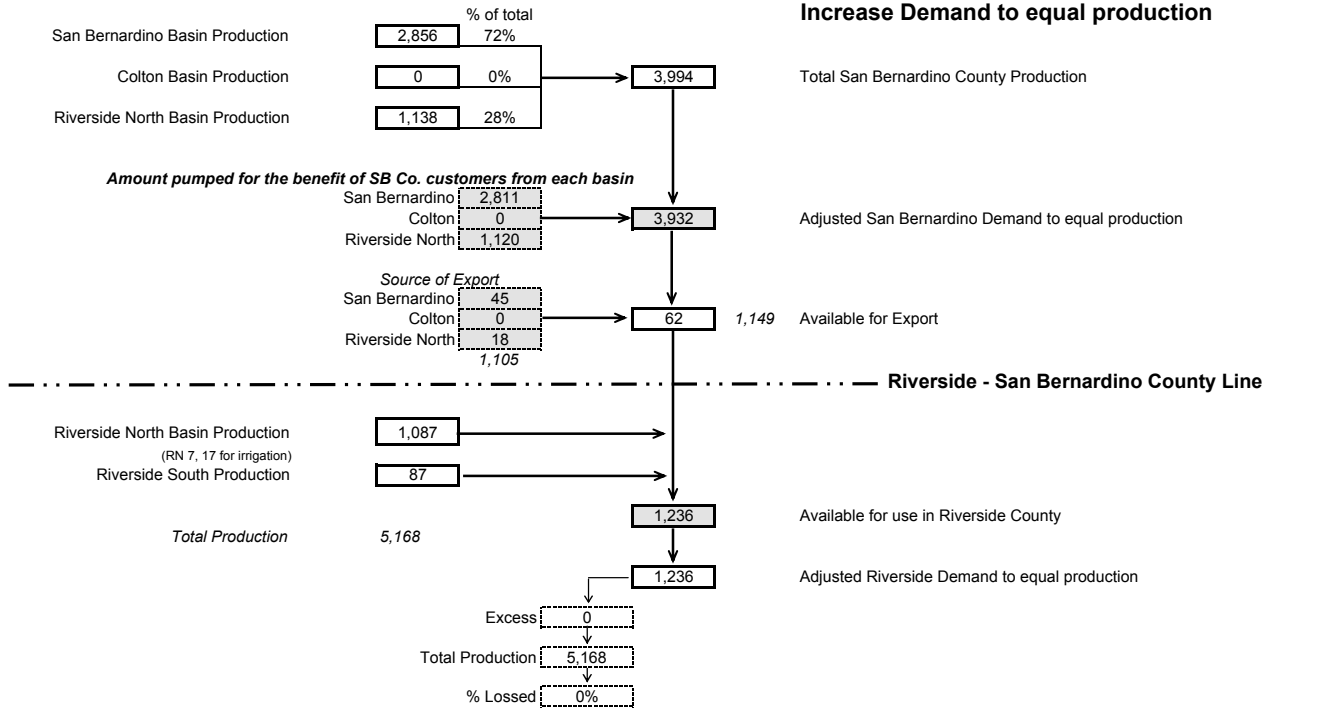 % of total
Increase Demand to equal production
San Bernardino Basin Production 2,856 72%
Colton Basin Production 0 0% 3,994 Total San Bernardino County Production
Riverside North Basin Production 1,138 28%
Amount pumped for the benefit of SB Co. customers from each basin
San Bernardino 2,811
Colton 0 3,932 Adjusted San Bernardino Demand to equal production
Riverside North 1,120
Source of Export
San Bernardino 45
Colton 0 62 1,149 Available for Export
Riverside North 18
1,105
Riverside - San Bernardino County Line
Riverside North Basin Production 1,087
(RN 7, 17 for irrigation)
Riverside South Production 87
1,236 Available for use in Riverside County
Total Production 5,168
1,236 Adjusted Riverside Demand to equal production
Excess 0
Total Production 5,168
% Lossed 0%